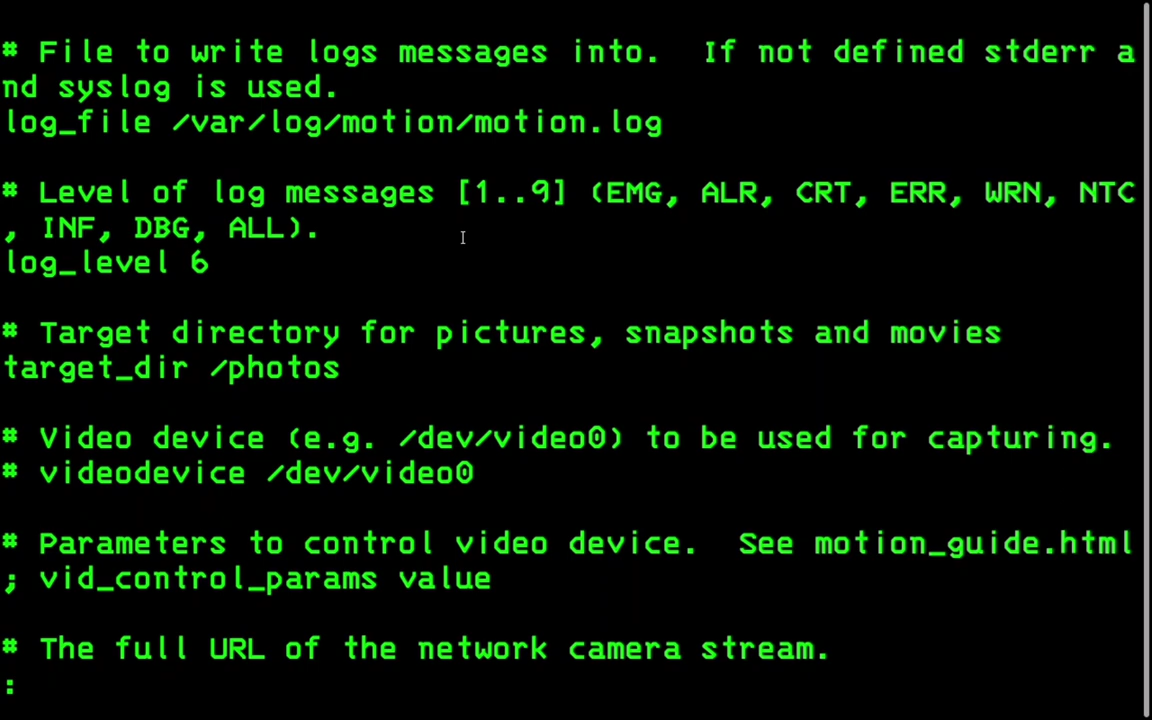 # File to write logs messages into.  If not defined stderr a
nd syslog is used.
log_file /var/log/motion/motion.log
# Level of log messages [1..9] (EMG, ALR, CRT, ERR, WRN, NTC
, INF, DBG, ALL).
log_level 6
# Target directory for pictures, snapshots and movies
target_dir /photos
# Video device (e.g. /dev/video0) to be used for capturing.
# videodevice /dev/video0
# Parameters to control video device.  See motion_guide.html
; vid_control_params value
# The full URL of the network camera stream.
: